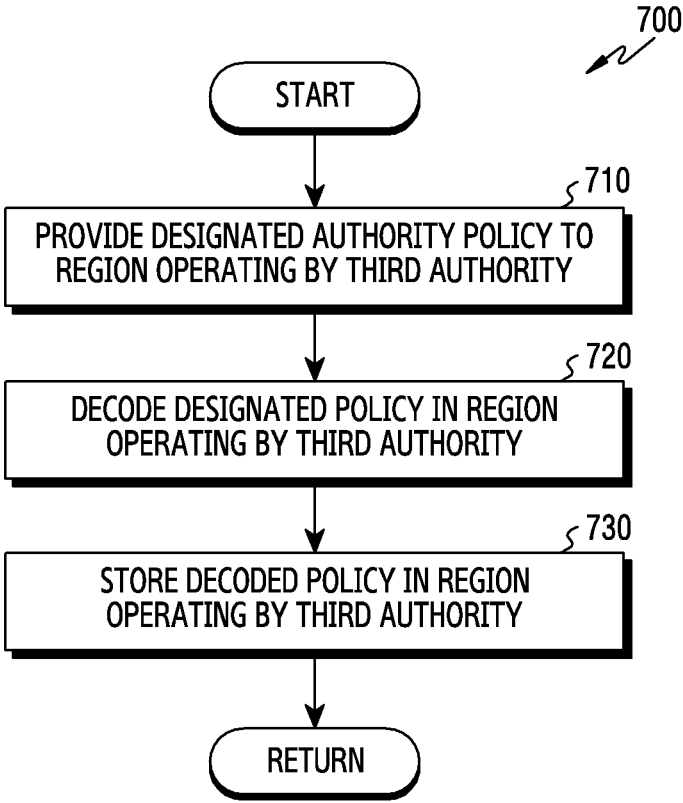 700
START
710
PROVIDE DESIGNATED AUTHORITY POLICY TO
REGION OPERATING BY THIRD AUTHORITY
720
DECODE DESIGNATED POLICY IN REGION
OPERATING BY THIRD AUTHORITY
730
STORE DECODED POLICY IN REGION
OPERATING BY THIRD AUTHORITY
RETURN